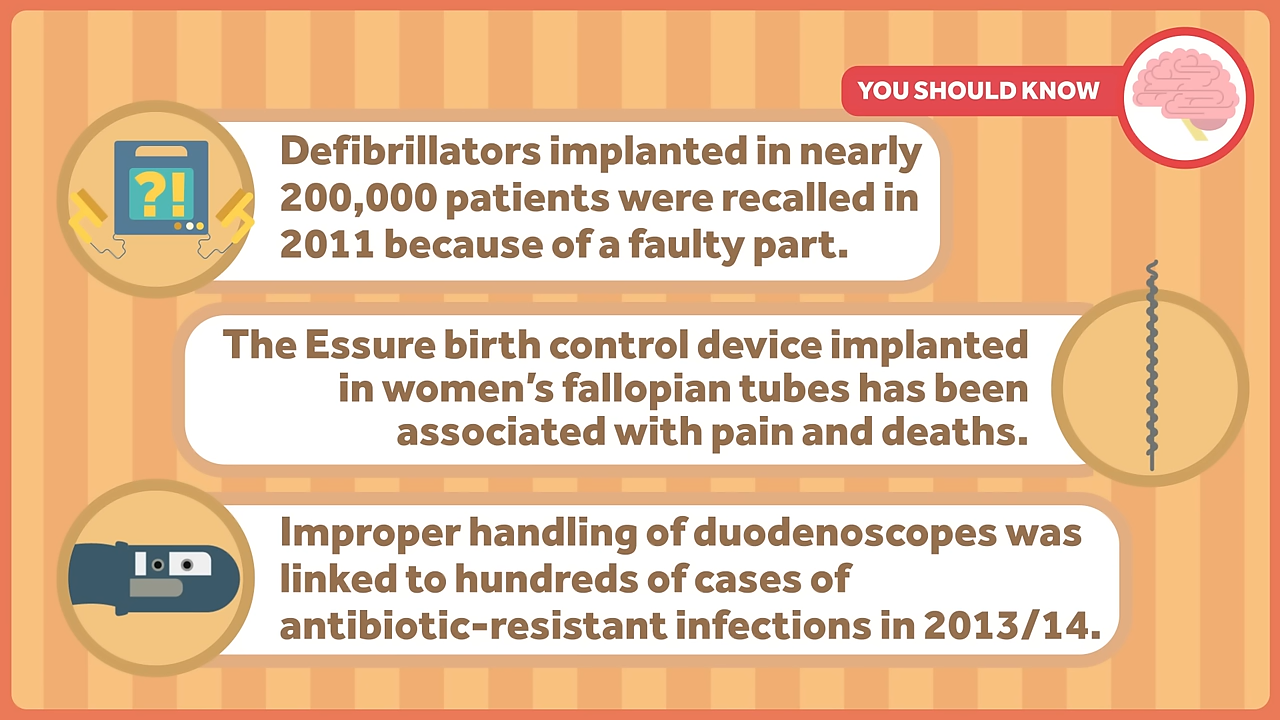 YOU SHOULD KNOW
Defibrillators implanted in nearly
200,000 patients were recalled in
2011 because of a faulty part.
?!
The Essure birth control device implanted
in women’s fallopian tubes has been
associated with pain and deaths.
Improper handling of duodenoscopes was
linked to hundreds of cases of
antibiotic-resistant infections in 2013/14.